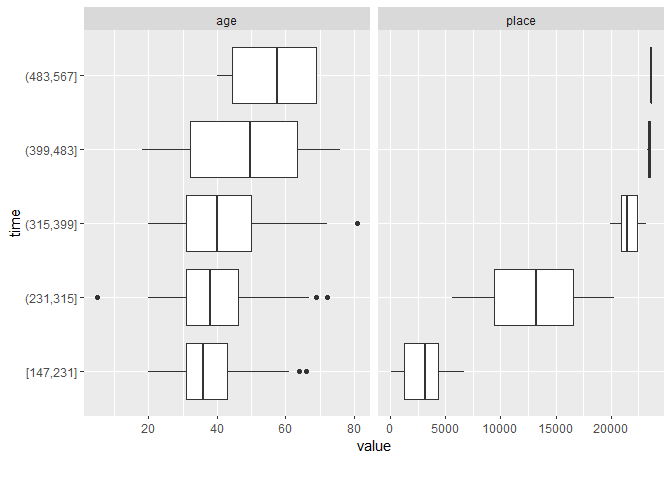 age
place
(483,567]
(399,483]
(315,399]
(231,315]
[147,231]
time
20 40 60 80
0 5000 10000 15000 20000
value